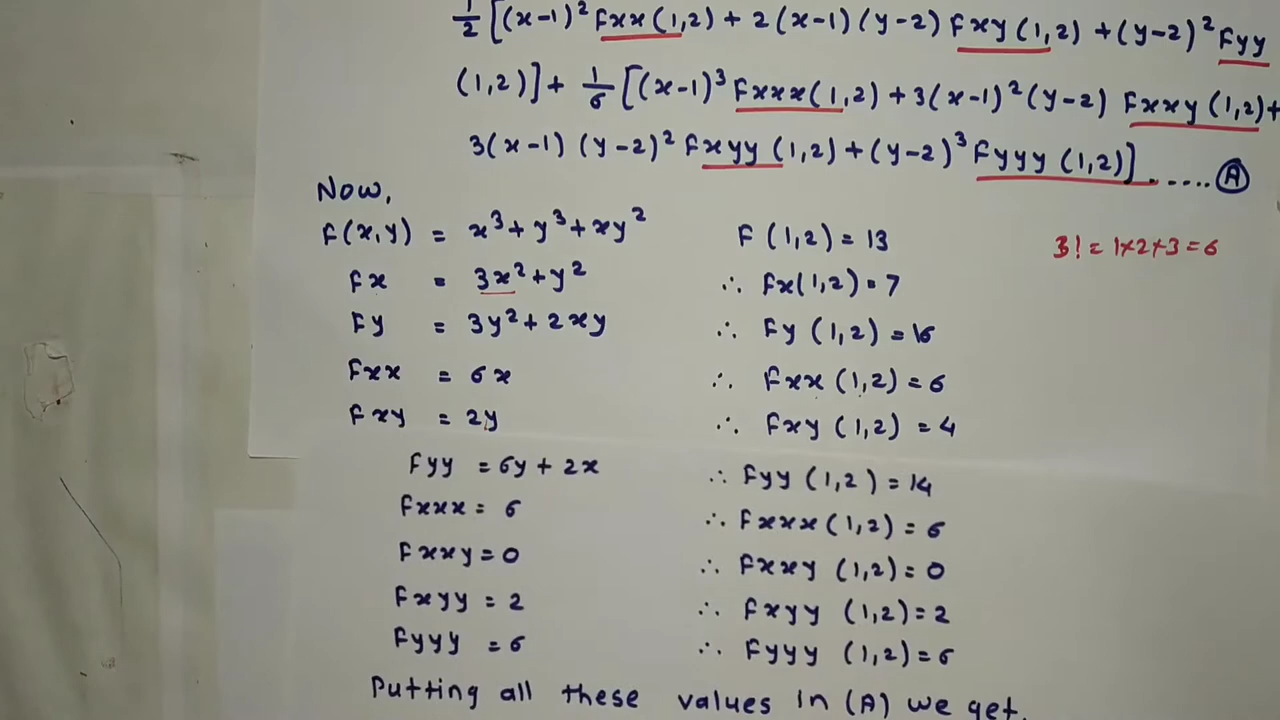 1/2 [(x-1)² Fxx(1,2) + 2(x-1)(y-2) Fxy(1,2) + (y-2)² Fyy
(1,2)] + 1/6 [(x-1)³ Fxxx(1,2) + 3(x-1)²(y-2) Fxxy(1,2) +
3(x-1)(y-2)² Fxyy(1,2) + (y-2)³ Fyyy(1,2)] ...... (A)
Now,
F(x,y) = x³+y³+xy² F(1,2) = 13 3! = 1×2+3 = 6
Fx = 3x²+y² ∴ Fx(1,2) = 7
Fy = 3y²+2xy ∴ Fy(1,2) = 16
Fxx = 6x ∴ Fxx(1,2) = 6
Fxy = 2y ∴ Fxy(1,2) = 4
Fyy = 6y+2x ∴ Fyy(1,2) = 14
Fxxx = 6 ∴ Fxxx(1,2) = 6
Fxxy = 0 ∴ Fxxy(1,2) = 0
Fxyy = 2 ∴ Fxyy(1,2) = 2
Fyyy = 6 ∴ Fyyy(1,2) = 6
Putting all these values in (A) we get.